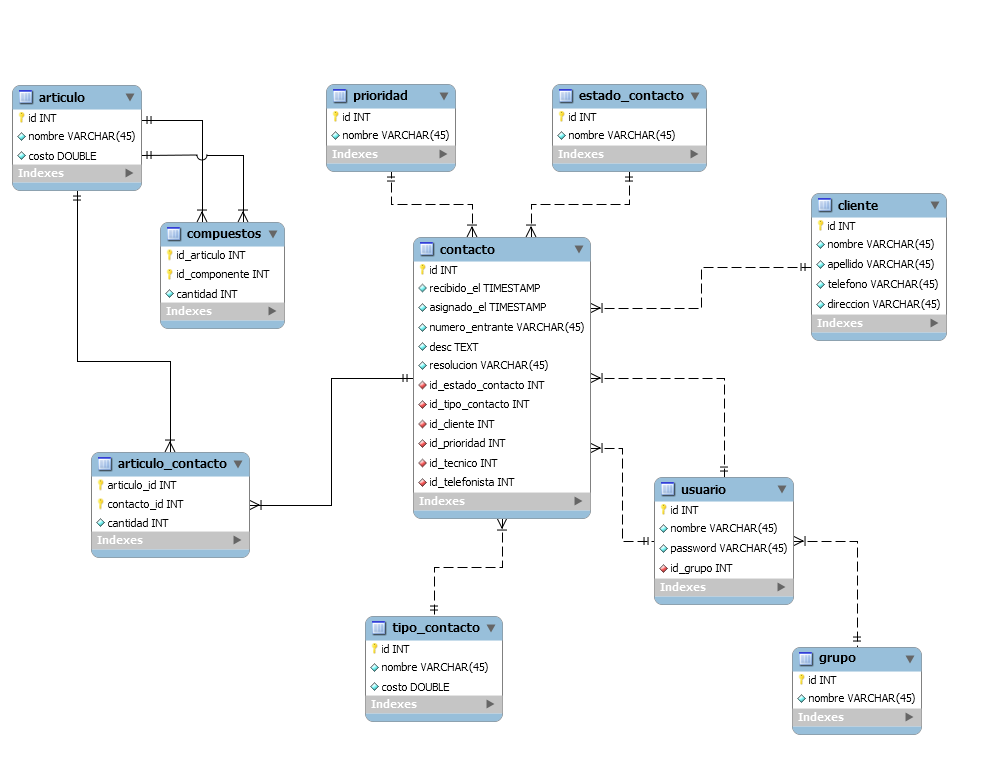 articulo
id INT
nombre VARCHAR(45)
costo DOUBLE
Indexes
prioridad
id INT
nombre VARCHAR(45)
Indexes
estado_contacto
id INT
nombre VARCHAR(45)
Indexes
cliente
id INT
nombre VARCHAR(45)
apellido VARCHAR(45)
telefono VARCHAR(45)
direccion VARCHAR(45)
Indexes
compuestos
id_articulo INT
id_componente INT
cantidad INT
Indexes
contacto
id INT
recibido_el TIMESTAMP
asignado_el TIMESTAMP
numero_entrante VARCHAR(45)
desc TEXT
resolucion VARCHAR(45)
id_estado_contacto INT
id_tipo_contacto INT
id_cliente INT
id_prioridad INT
id_tecnico INT
id_telefonista INT
Indexes
articulo_contacto
articulo_id INT
contacto_id INT
cantidad INT
Indexes
usuario
id INT
nombre VARCHAR(45)
password VARCHAR(45)
id_grupo INT
Indexes
tipo_contacto
id INT
nombre VARCHAR(45)
costo DOUBLE
Indexes
grupo
id INT
nombre VARCHAR(45)
Indexes